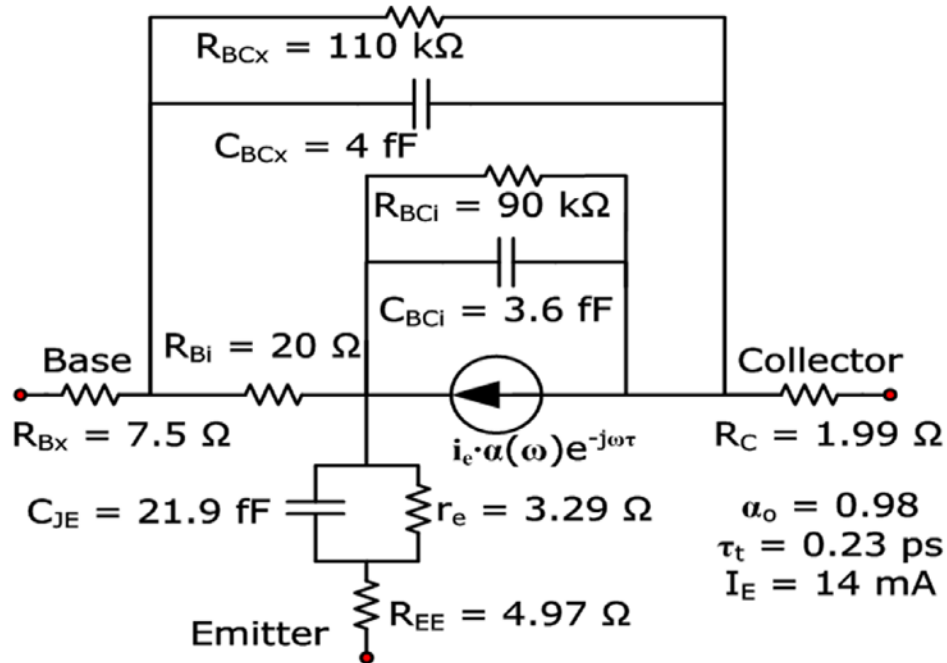 R_BCx = 110 kΩ
C_BCx = 4 fF
R_BCi = 90 kΩ
C_BCi = 3.6 fF
Base
R_Bi = 20 Ω
Collector
R_Bx = 7.5 Ω
i_e·α(ω)e^-jωτ
R_C = 1.99 Ω
C_JE = 21.9 fF
r_e = 3.29 Ω
α_o = 0.98
τ_t = 0.23 ps
I_E = 14 mA
Emitter
R_EE = 4.97 Ω